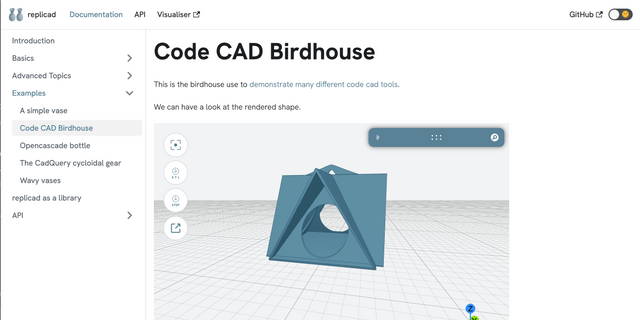 replicad
Documentation
API
Visualiser
GitHub
Introduction
Basics
Advanced Topics
Examples
A simple vase
Code CAD Birdhouse
Opencascade bottle
The CadQuery cycloidal gear
Wavy vases
replicad as a library
API
Code CAD Birdhouse
This is the birdhouse use to demonstrate many different code cad tools.
We can have a look at the rendered shape.
STL
STEP
Z